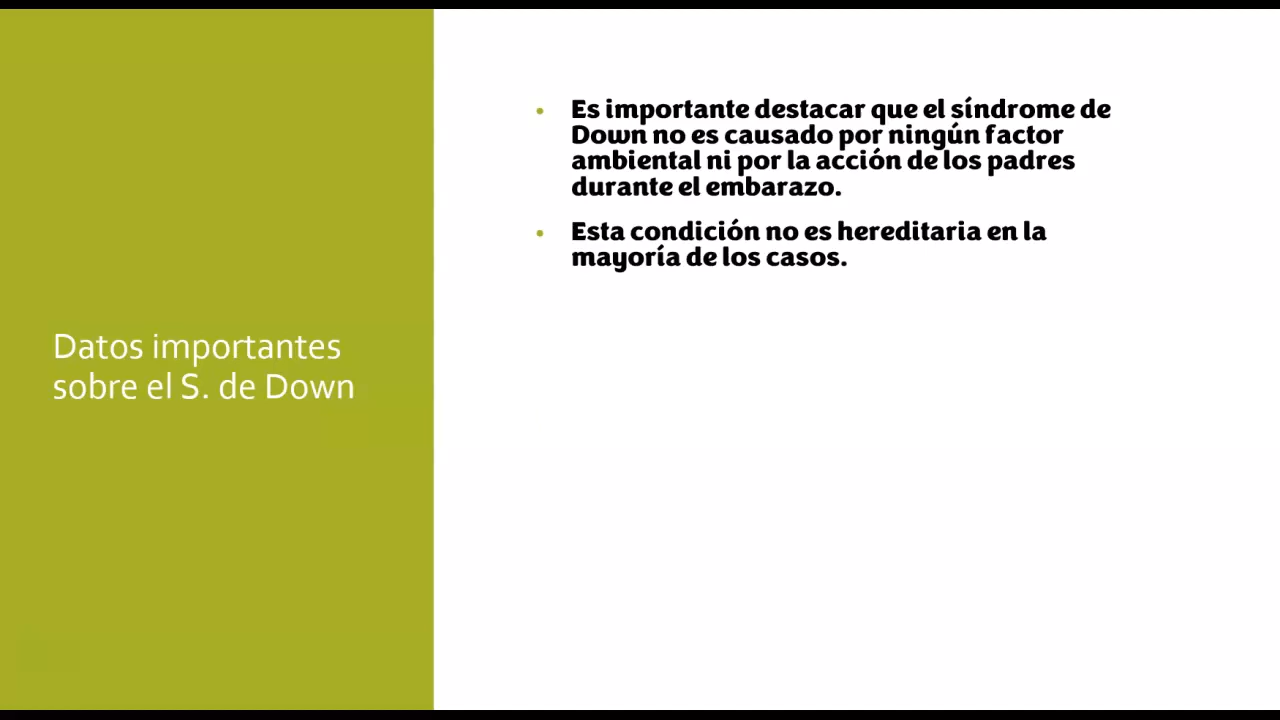 Datos importantes
sobre el S. de Down
• Es importante destacar que el síndrome de
Down no es causado por ningún factor
ambiental ni por la acción de los padres
durante el embarazo.
• Esta condición no es hereditaria en la
mayoría de los casos.